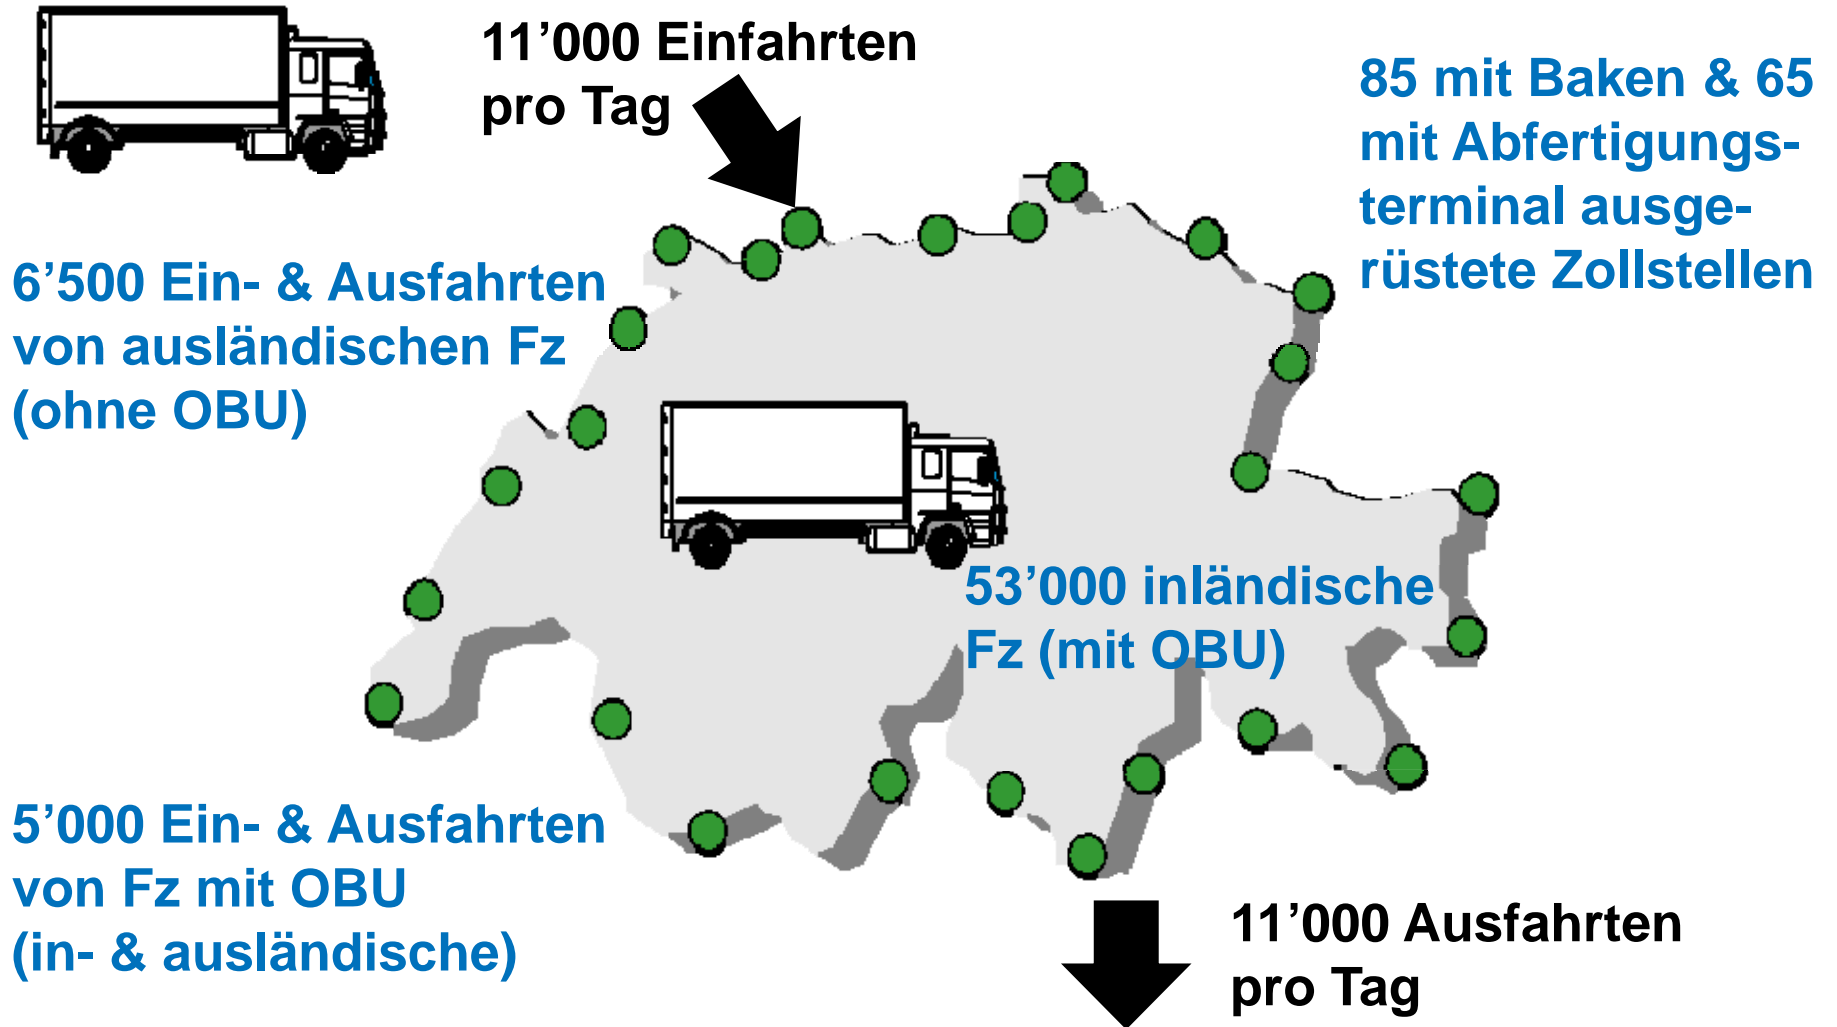 11’000 Einfahrten
pro Tag
85 mit Baken & 65
mit Abfertigungs-
terminal ausge-
rüstete Zollstellen
6’500 Ein- & Ausfahrten
von ausländischen Fz
(ohne OBU)
53’000 inländische
Fz (mit OBU)
5’000 Ein- & Ausfahrten
von Fz mit OBU
(in- & ausländische)
11’000 Ausfahrten
pro Tag